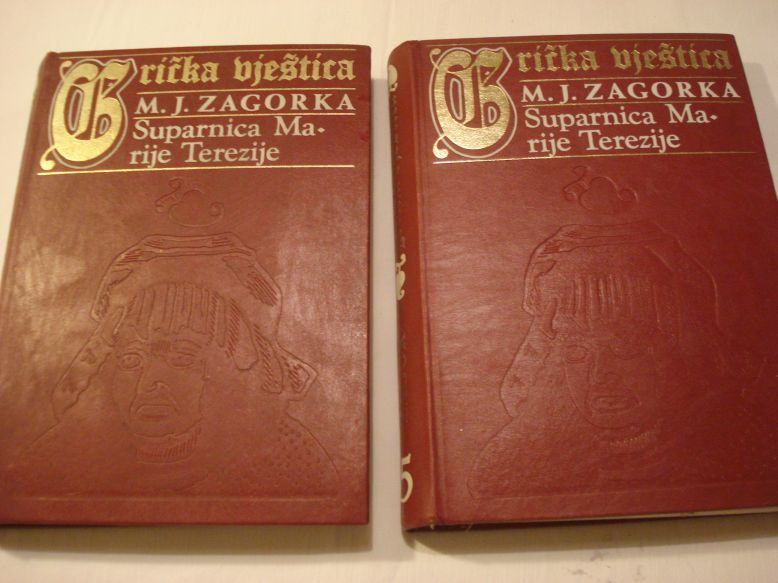 Grička vještica
M. J. ZAGORKA
Suparnica Ma•
rije Terezije
Grička vještica
M. J. ZAGORKA
Suparnica Ma•
rije Terezije
5